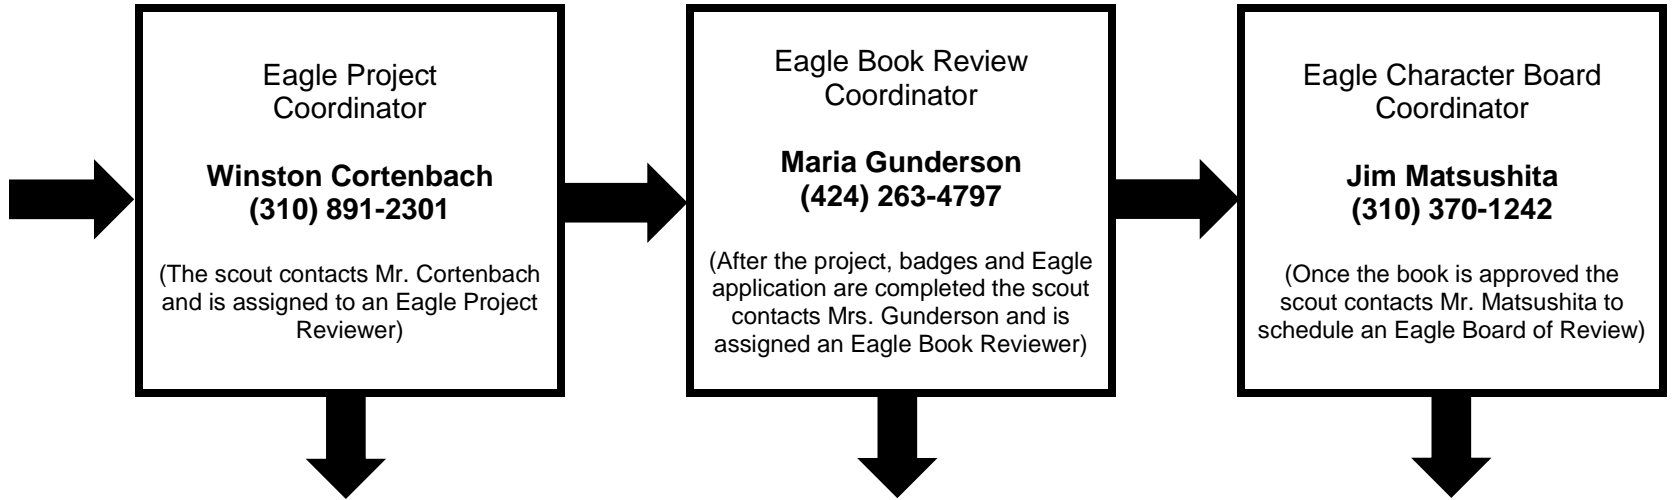 Eagle Project
Coordinator
Winston Cortenbach
(310) 891-2301
(The scout contacts Mr. Cortenbach
and is assigned to an Eagle Project
Reviewer)
Eagle Book Review
Coordinator
Maria Gunderson
(424) 263-4797
(After the project, badges and Eagle
application are completed the scout
contacts Mrs. Gunderson and is
assigned an Eagle Book Reviewer)
Eagle Character Board
Coordinator
Jim Matsushita
(310) 370-1242
(Once the book is approved the
scout contacts Mr. Matsushita to
schedule an Eagle Board of Review)